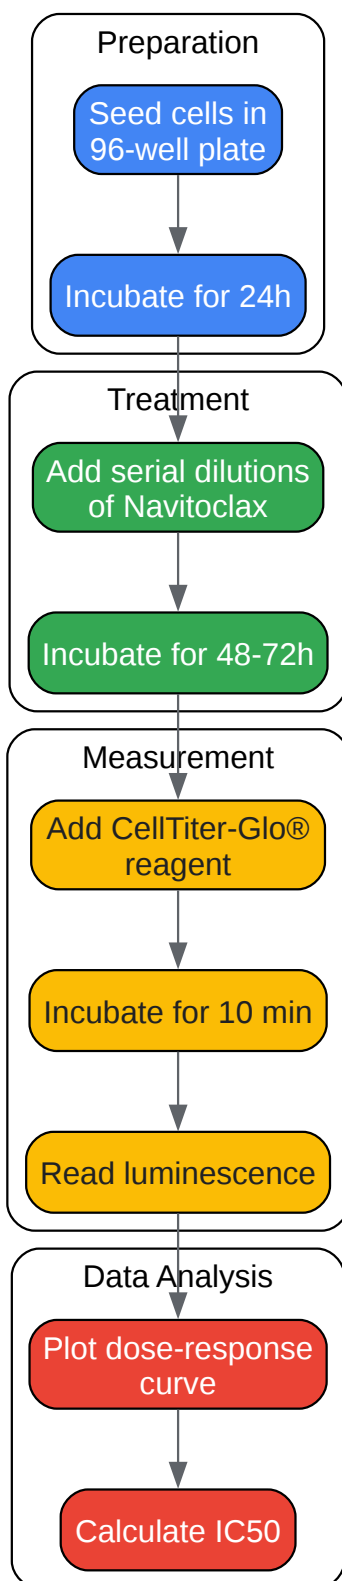 Preparation
Seed cells in
96-well plate
Incubate for 24h
Treatment
Add serial dilutions
of Navitoclax
Incubate for 48-72h
Measurement
Add CellTiter-Glo®
reagent
Incubate for 10 min
Read luminescence
Data Analysis
Plot dose-response
curve
Calculate IC50